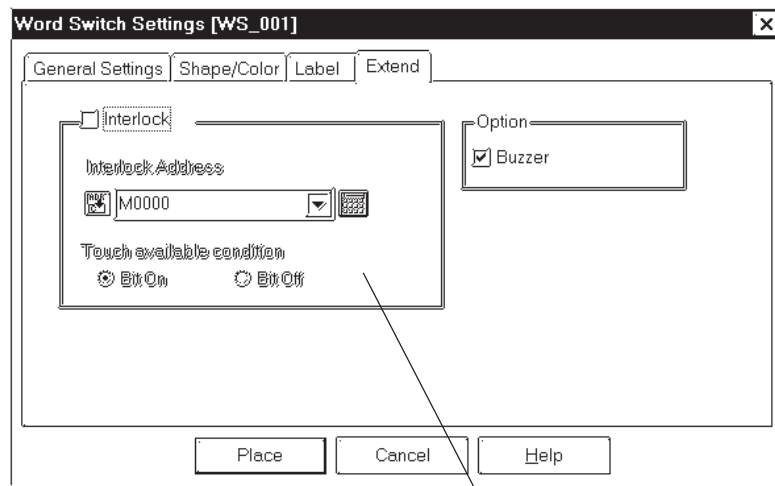 Word Switch Settings [WS_001]
General Settings Shape/Color Label Extend
Interlock
Interlock Address
M0000
Touch available condition
Bit On Bit Off
Option
Buzzer
Place Cancel Help